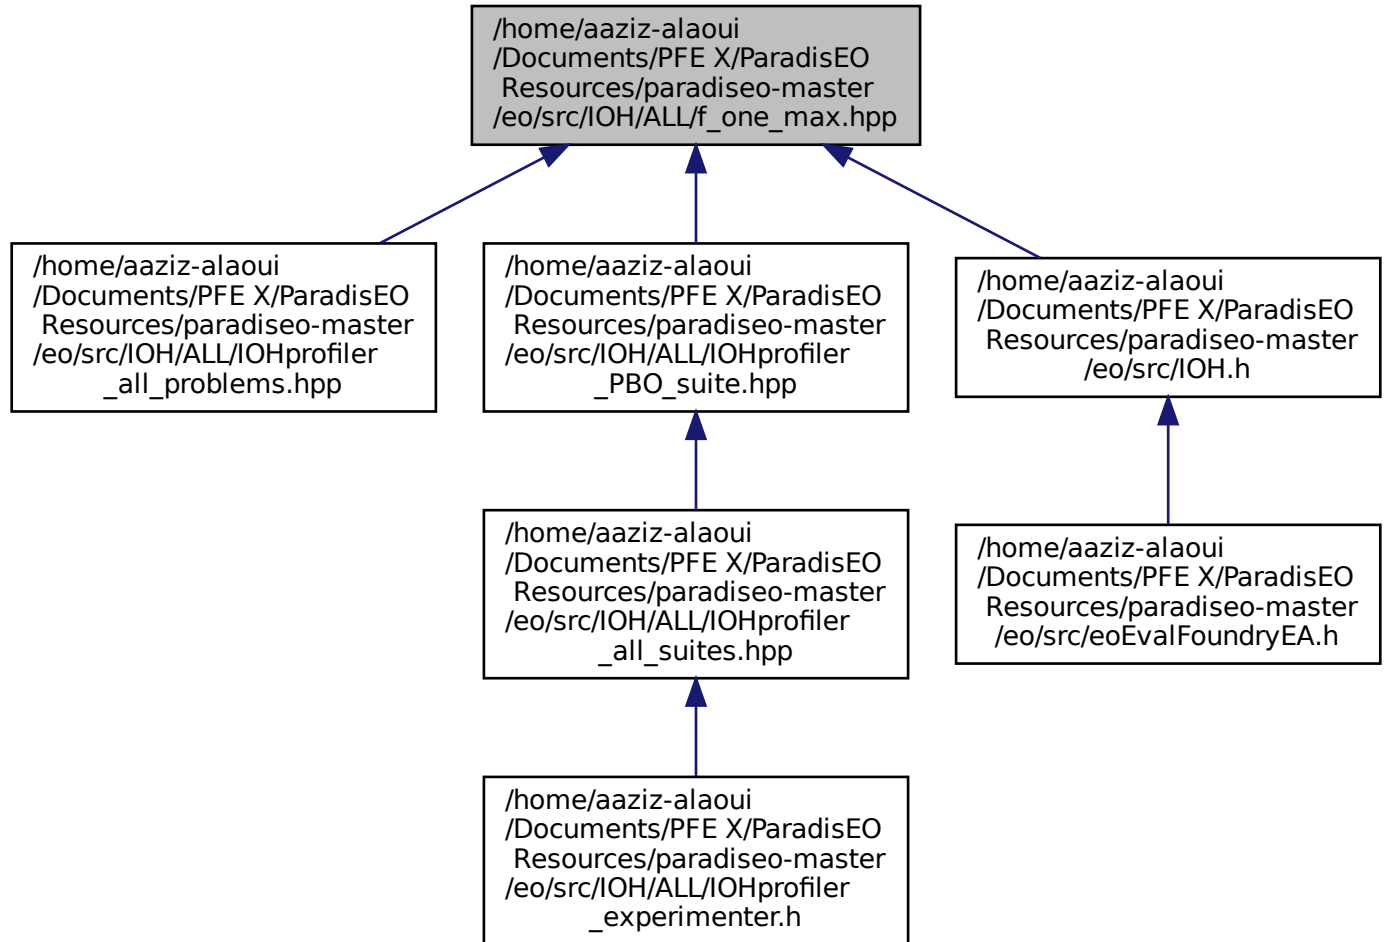 /home/aaziz-alaoui
/Documents/PFE X/ParadisEO
Resources/paradiseo-master
/eo/src/IOH/ALL/f_one_max.hpp
/home/aaziz-alaoui
/Documents/PFE X/ParadisEO
Resources/paradiseo-master
/eo/src/IOH/ALL/IOHprofiler
_all_problems.hpp
/home/aaziz-alaoui
/Documents/PFE X/ParadisEO
Resources/paradiseo-master
/eo/src/IOH/ALL/IOHprofiler
_PBO_suite.hpp
/home/aaziz-alaoui
/Documents/PFE X/ParadisEO
Resources/paradiseo-master
/eo/src/IOH.h
/home/aaziz-alaoui
/Documents/PFE X/ParadisEO
Resources/paradiseo-master
/eo/src/IOH/ALL/IOHprofiler
_all_suites.hpp
/home/aaziz-alaoui
/Documents/PFE X/ParadisEO
Resources/paradiseo-master
/eo/src/eoEvalFoundryEA.h
/home/aaziz-alaoui
/Documents/PFE X/ParadisEO
Resources/paradiseo-master
/eo/src/IOH/ALL/IOHprofiler
_experimenter.h